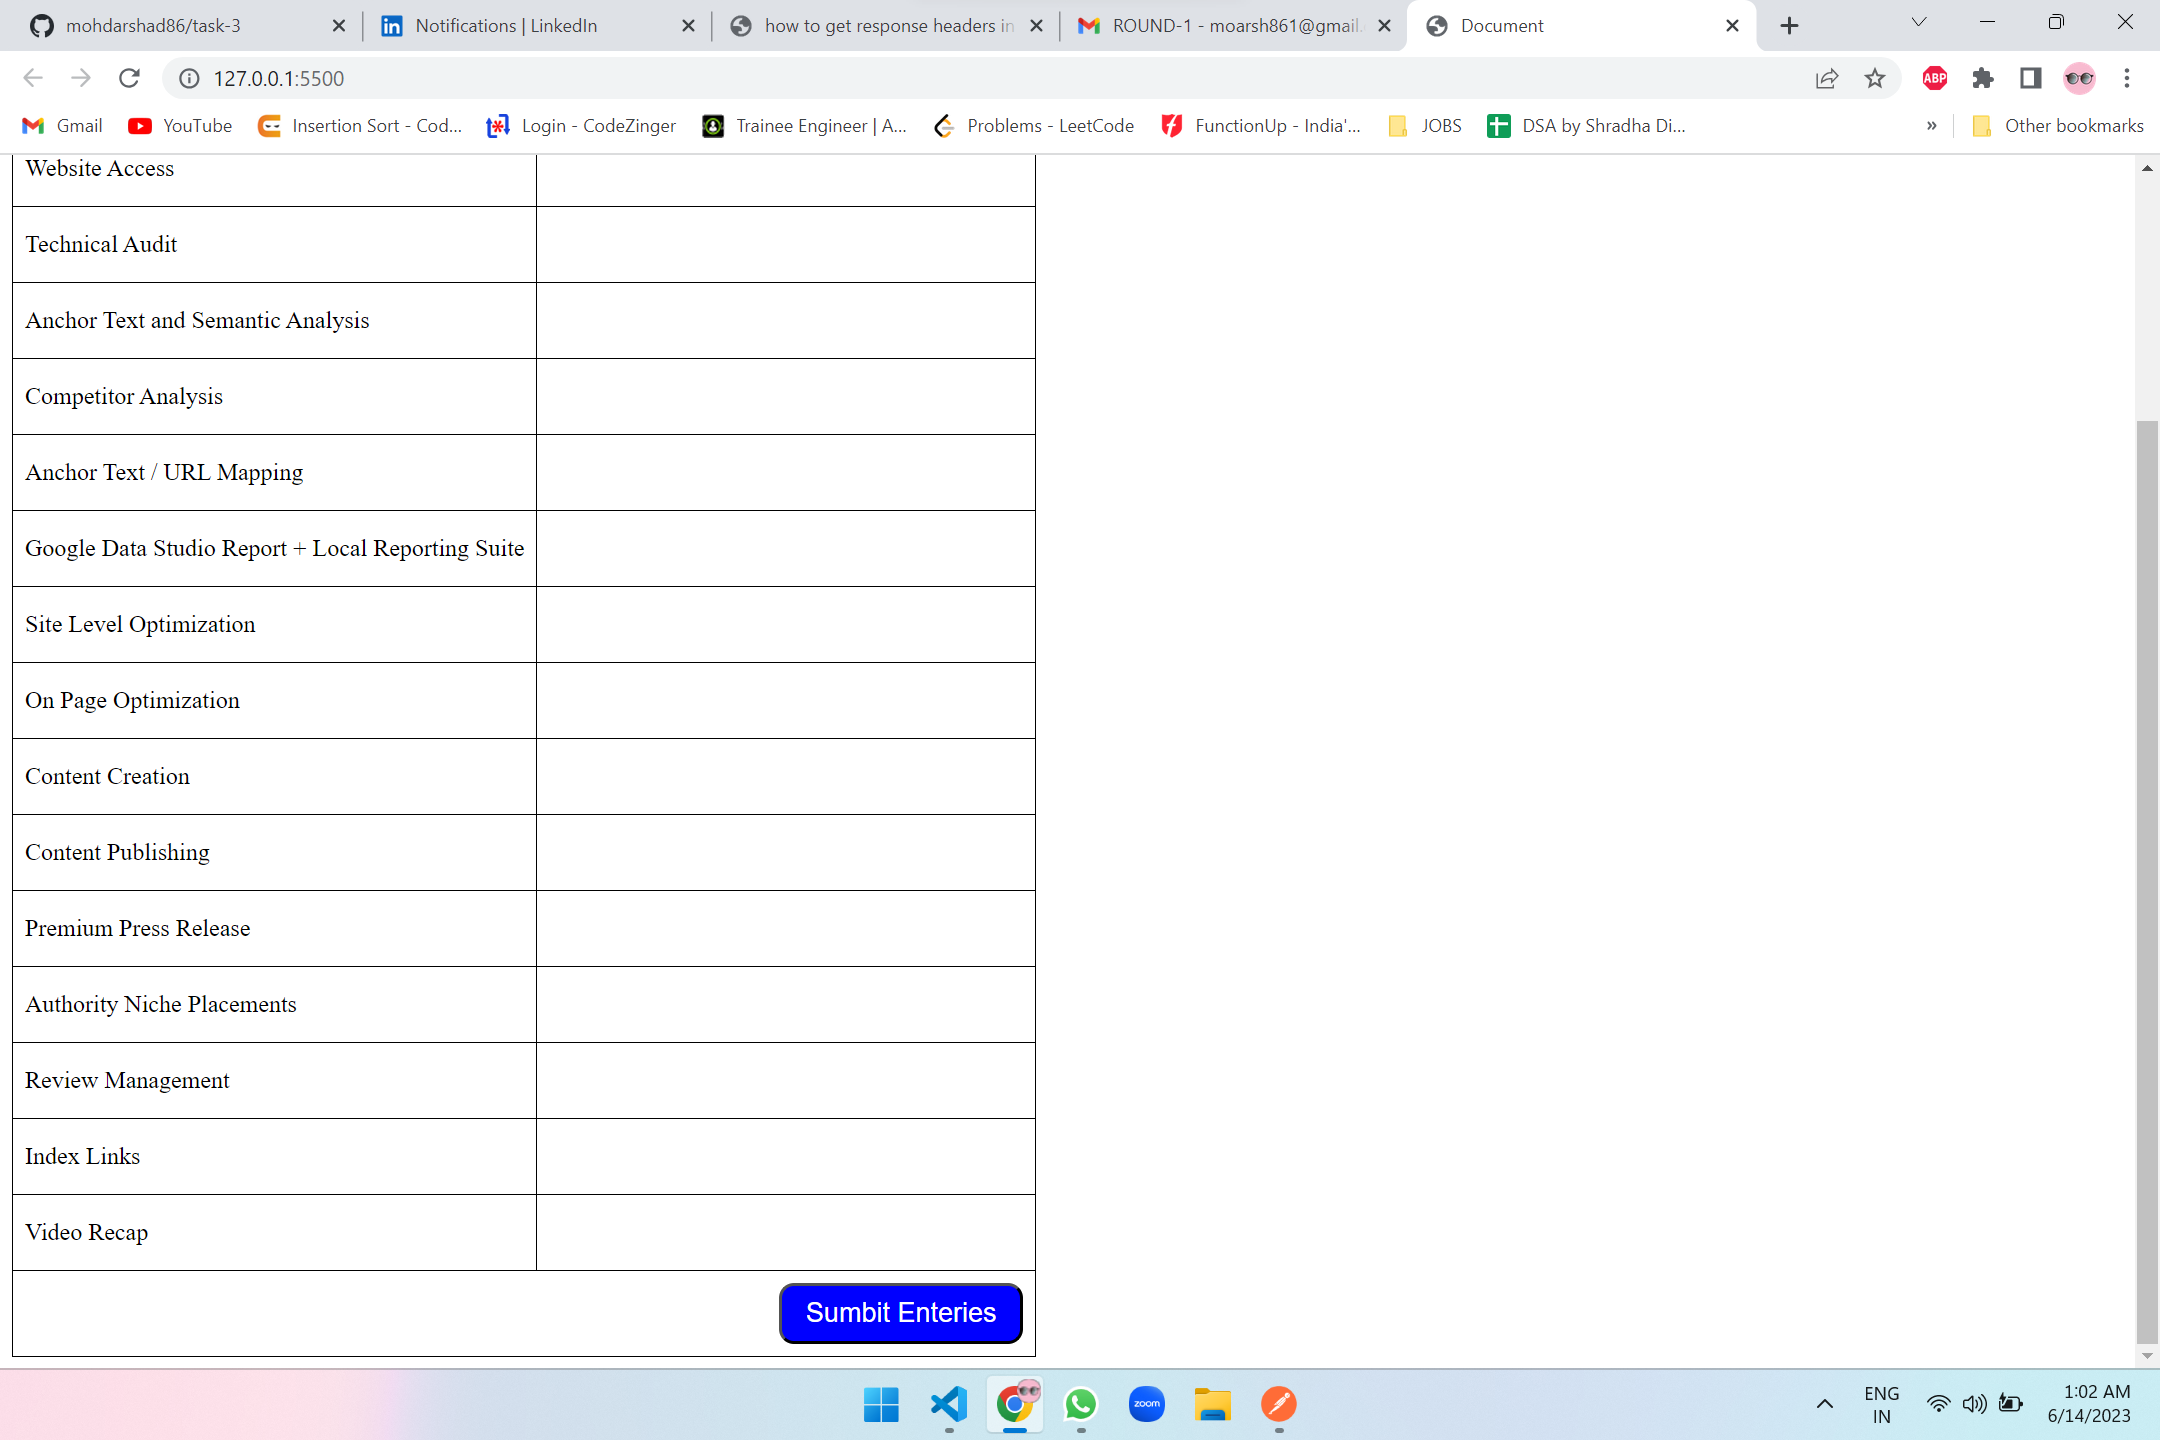 mohdarshad86/task-3
Notifications | LinkedIn
how to get response headers in
ROUND-1 - moarsh861@gmail.
Document
127.0.0.1:5500
ABP
Gmail
YouTube
Insertion Sort - Cod...
Login - CodeZinger
Trainee Engineer | A...
Problems - LeetCode
FunctionUp - India'...
JOBS
DSA by Shradha Di...
»
Other bookmarks
Website Access
Technical Audit
Anchor Text and Semantic Analysis
Competitor Analysis
Anchor Text / URL Mapping
Google Data Studio Report + Local Reporting Suite
Site Level Optimization
On Page Optimization
Content Creation
Content Publishing
Premium Press Release
Authority Niche Placements
Review Management
Index Links
Video Recap
Sumbit Enteries
zoom
ENG
IN
1:02 AM
6/14/2023